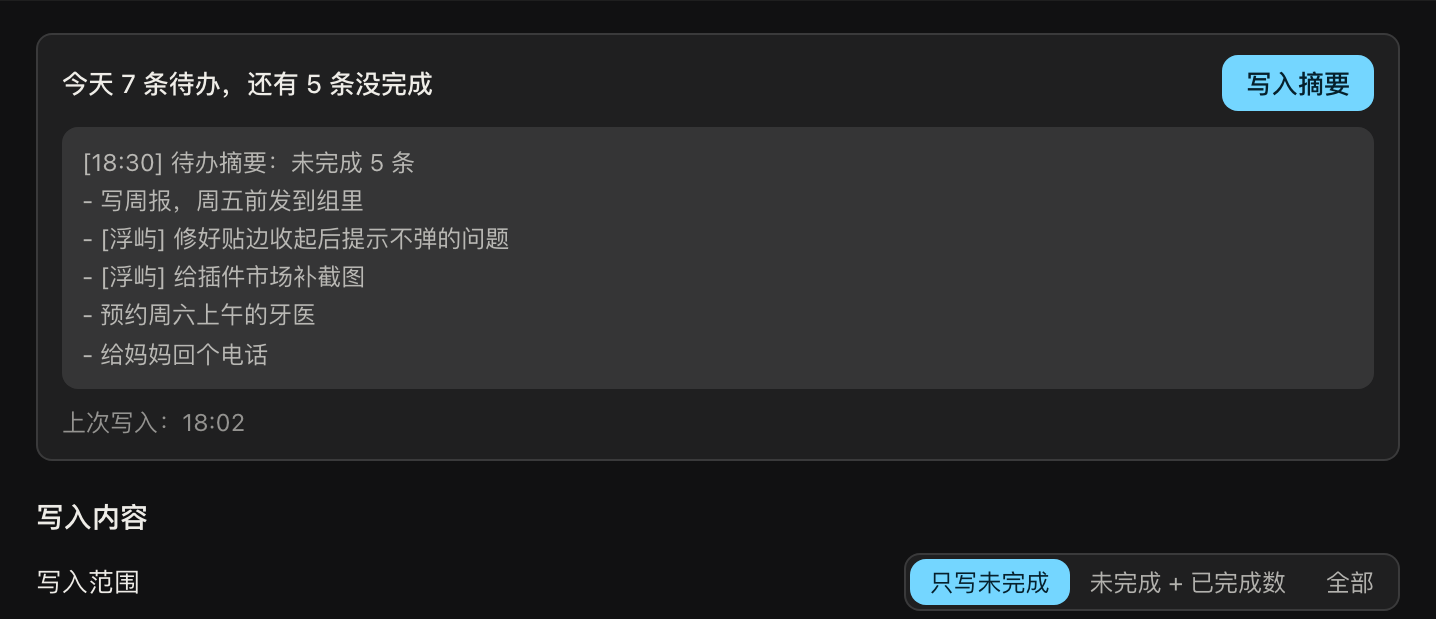 今天 7 条待办，还有 5 条没完成
写入摘要
[18:30] 待办摘要：未完成 5 条
- 写周报，周五前发到组里
- [浮屿] 修好贴边收起后提示不弹的问题
- [浮屿] 给插件市场补截图
- 预约周六上午的牙医
- 给妈妈回个电话
上次写入：18:02
写入内容
写入范围
只写未完成
未完成 + 已完成数
全部